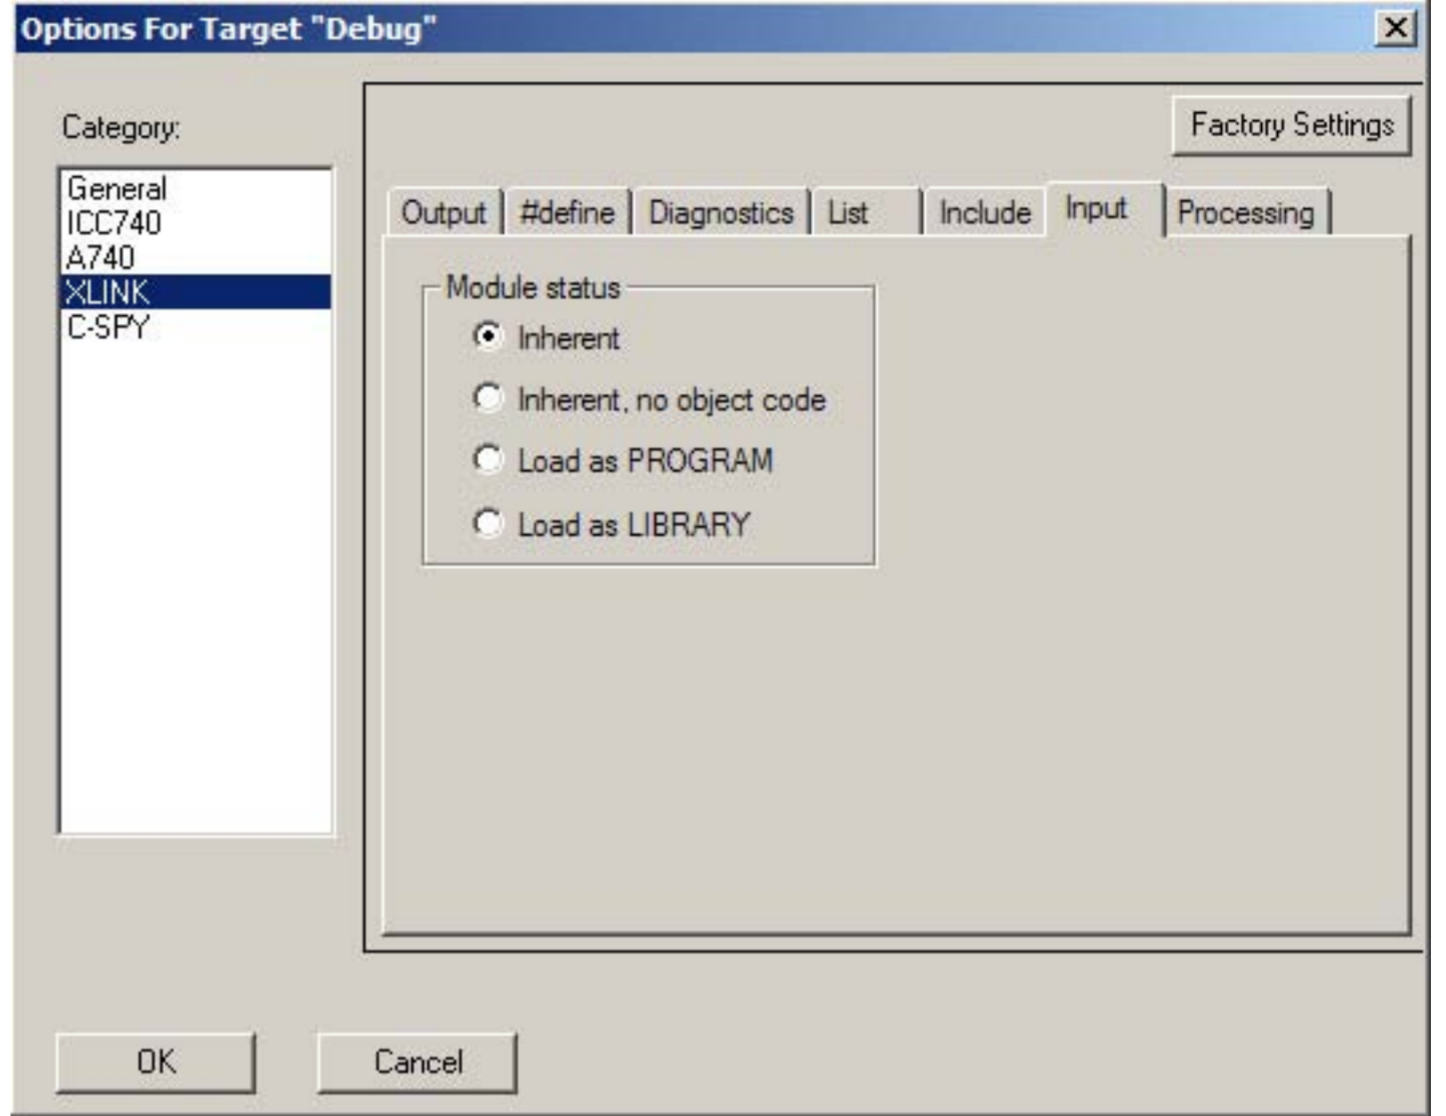 Options For Target "Debug"
Category:
General
ICC740
A740
XLINK
C-SPY
Factory Settings
Output #define Diagnostics List Include Input Processing
Module status
Inherent
Inherent, no object code
Load as PROGRAM
Load as LIBRARY
OK Cancel